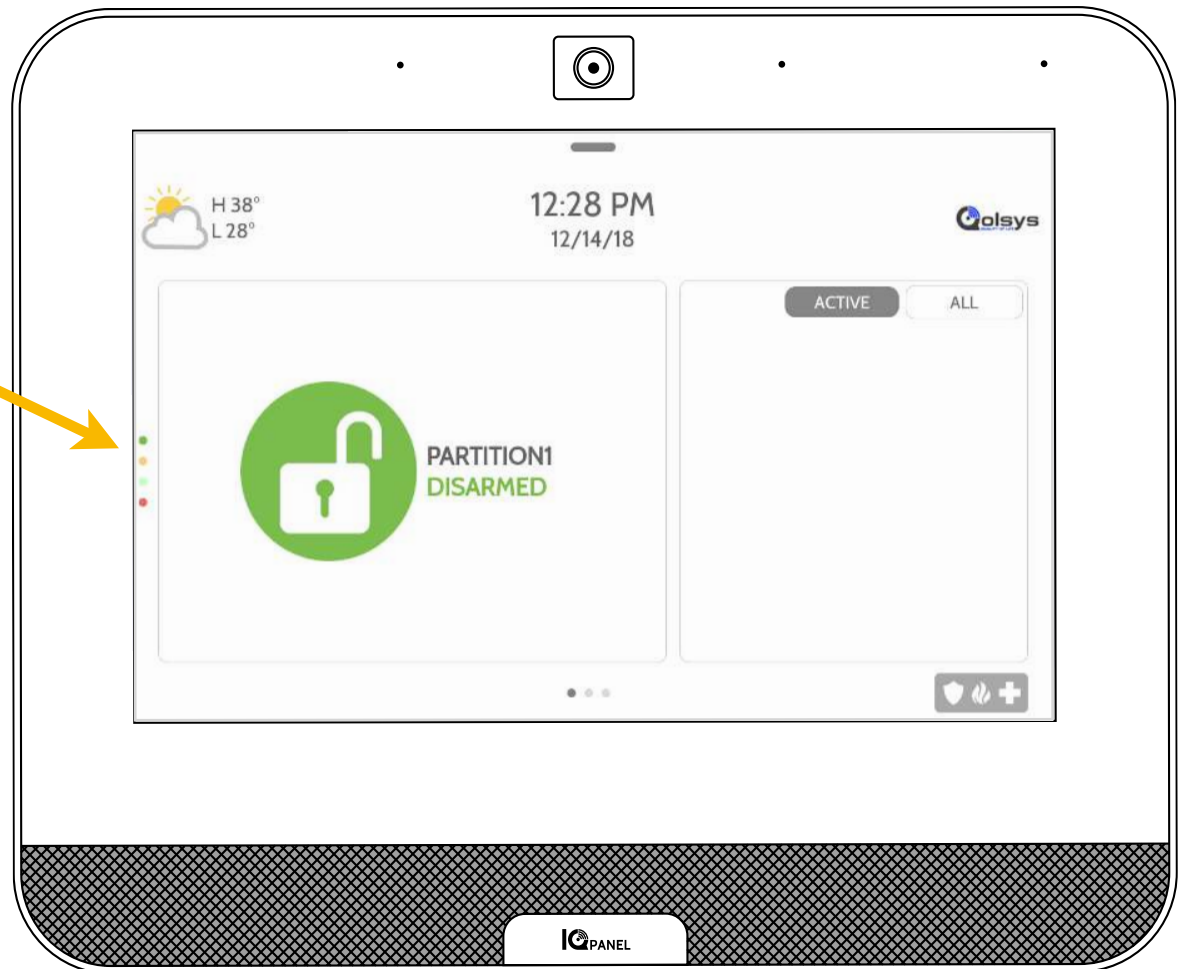 H 38°
L 28°
12:28 PM
12/14/18
Qolsys
ACTIVE
ALL
PARTITION1
DISARMED
IQ PANEL